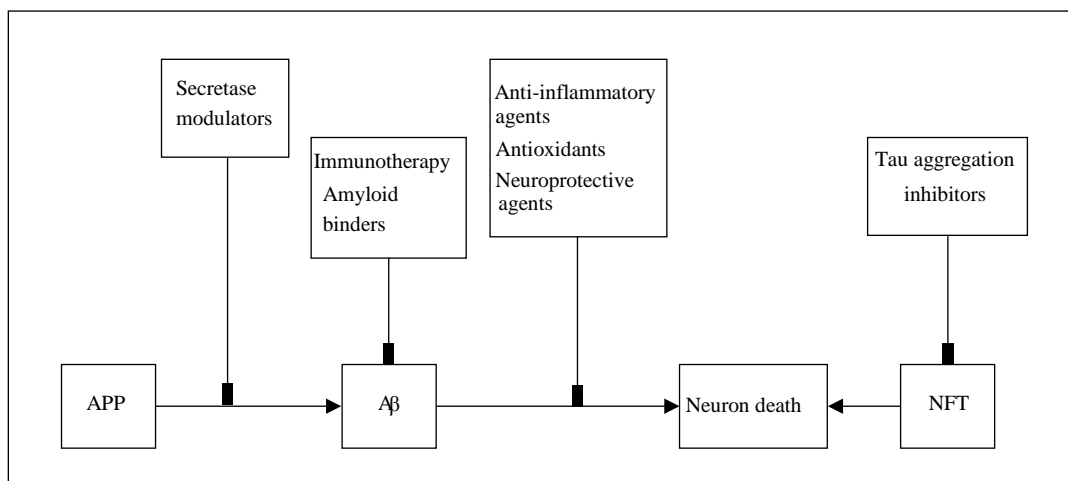 Secretase
modulators
Immunotherapy
Amyloid
binders
Anti-inflammatory
agents
Antioxidants
Neuroprotective
agents
Tau aggregation
inhibitors
APP
Aβ
Neuron death
NFT